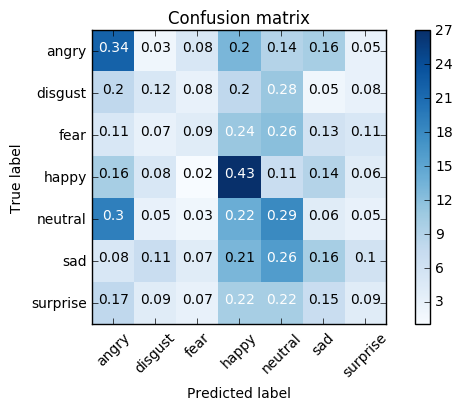 Confusion matrix
True label
angry 0.34 0.03 0.08 0.2 0.14 0.16 0.05
disgust 0.2 0.12 0.08 0.2 0.28 0.05 0.08
fear 0.11 0.07 0.09 0.24 0.26 0.13 0.11
happy 0.16 0.08 0.02 0.43 0.11 0.14 0.06
neutral 0.3 0.05 0.03 0.22 0.29 0.06 0.05
sad 0.08 0.11 0.07 0.21 0.26 0.16 0.1
surprise 0.17 0.09 0.07 0.22 0.22 0.15 0.09
angry disgust fear happy neutral sad surprise
Predicted label
27
24
21
18
15
12
9
6
3